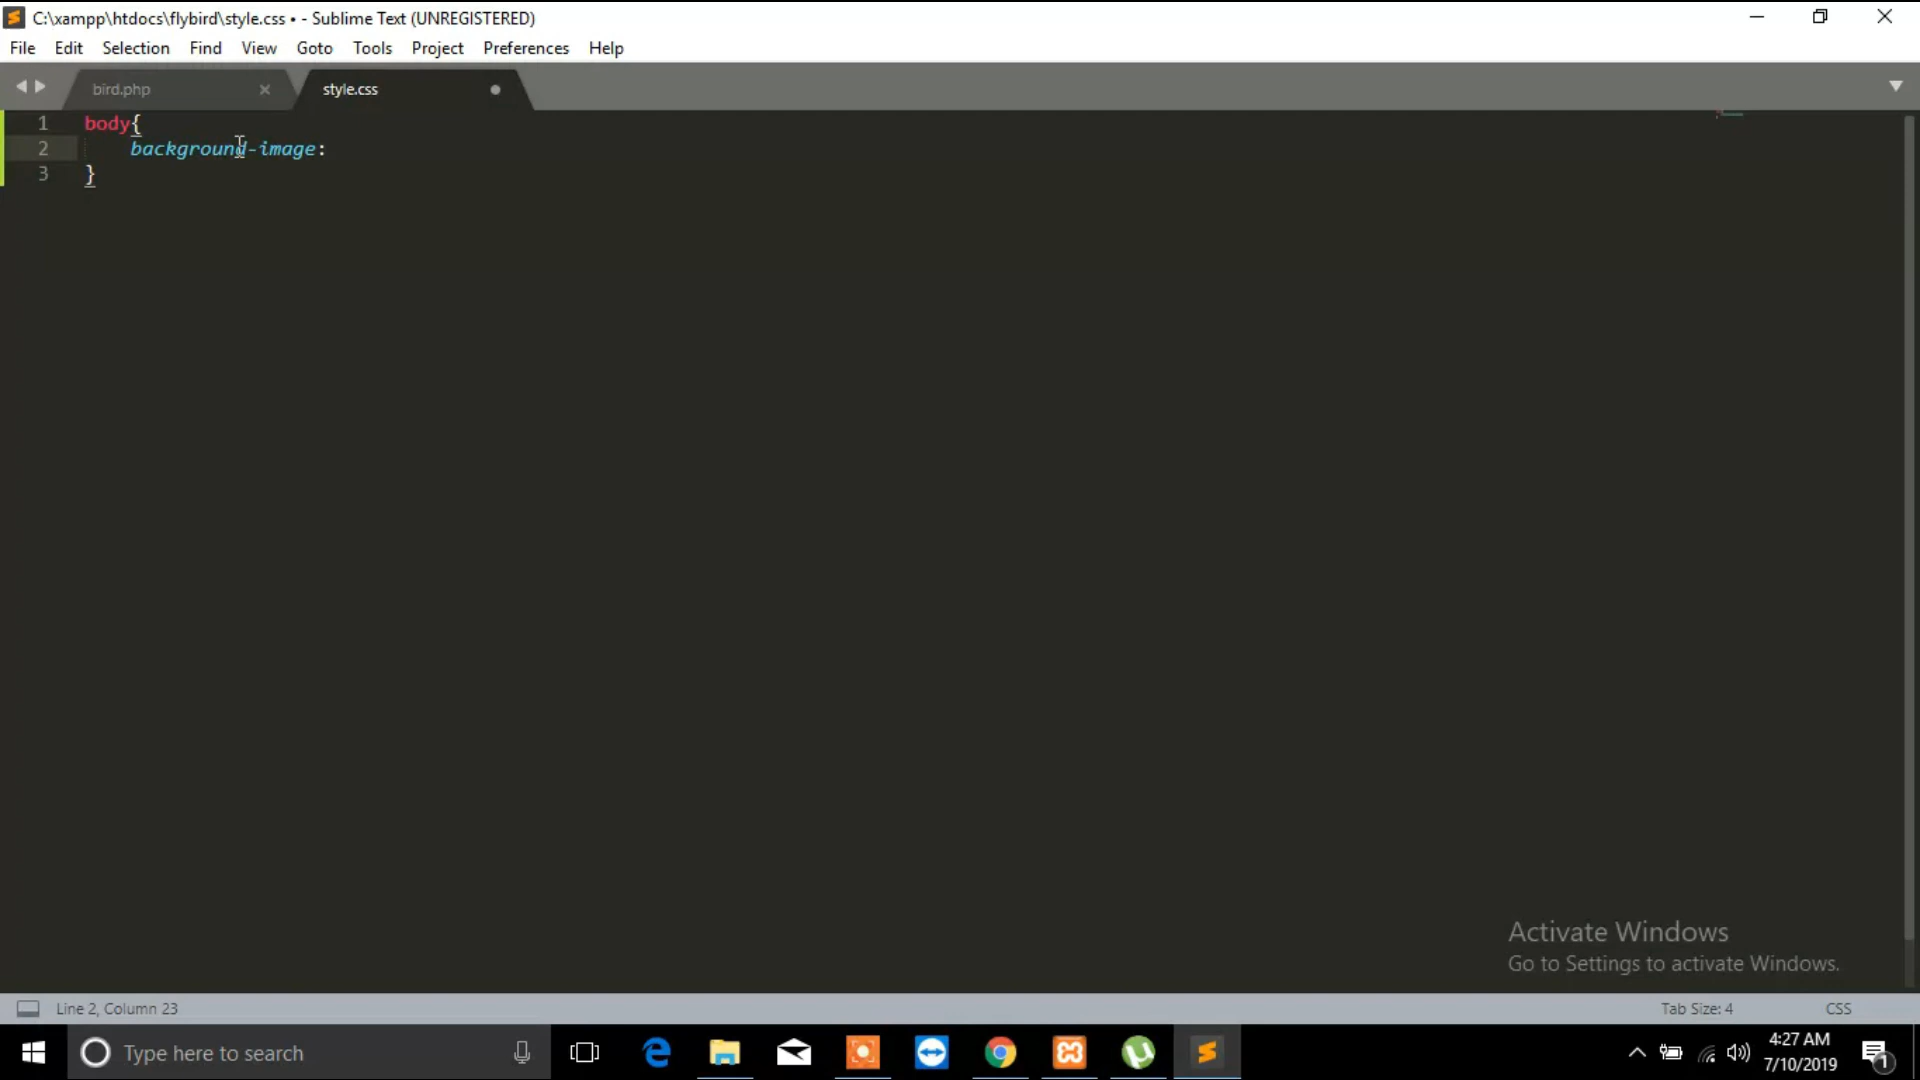 C:\xampp\htdocs\flybird\style.css • - Sublime Text (UNREGISTERED)
File Edit Selection Find View Goto Tools Project Preferences Help
bird.php style.css
1 body{
2 background-image:
3 }
Activate Windows
Go to Settings to activate Windows.
Line 2, Column 23 Tab Size: 4 CSS
Type here to search
4:27 AM
7/10/2019
1